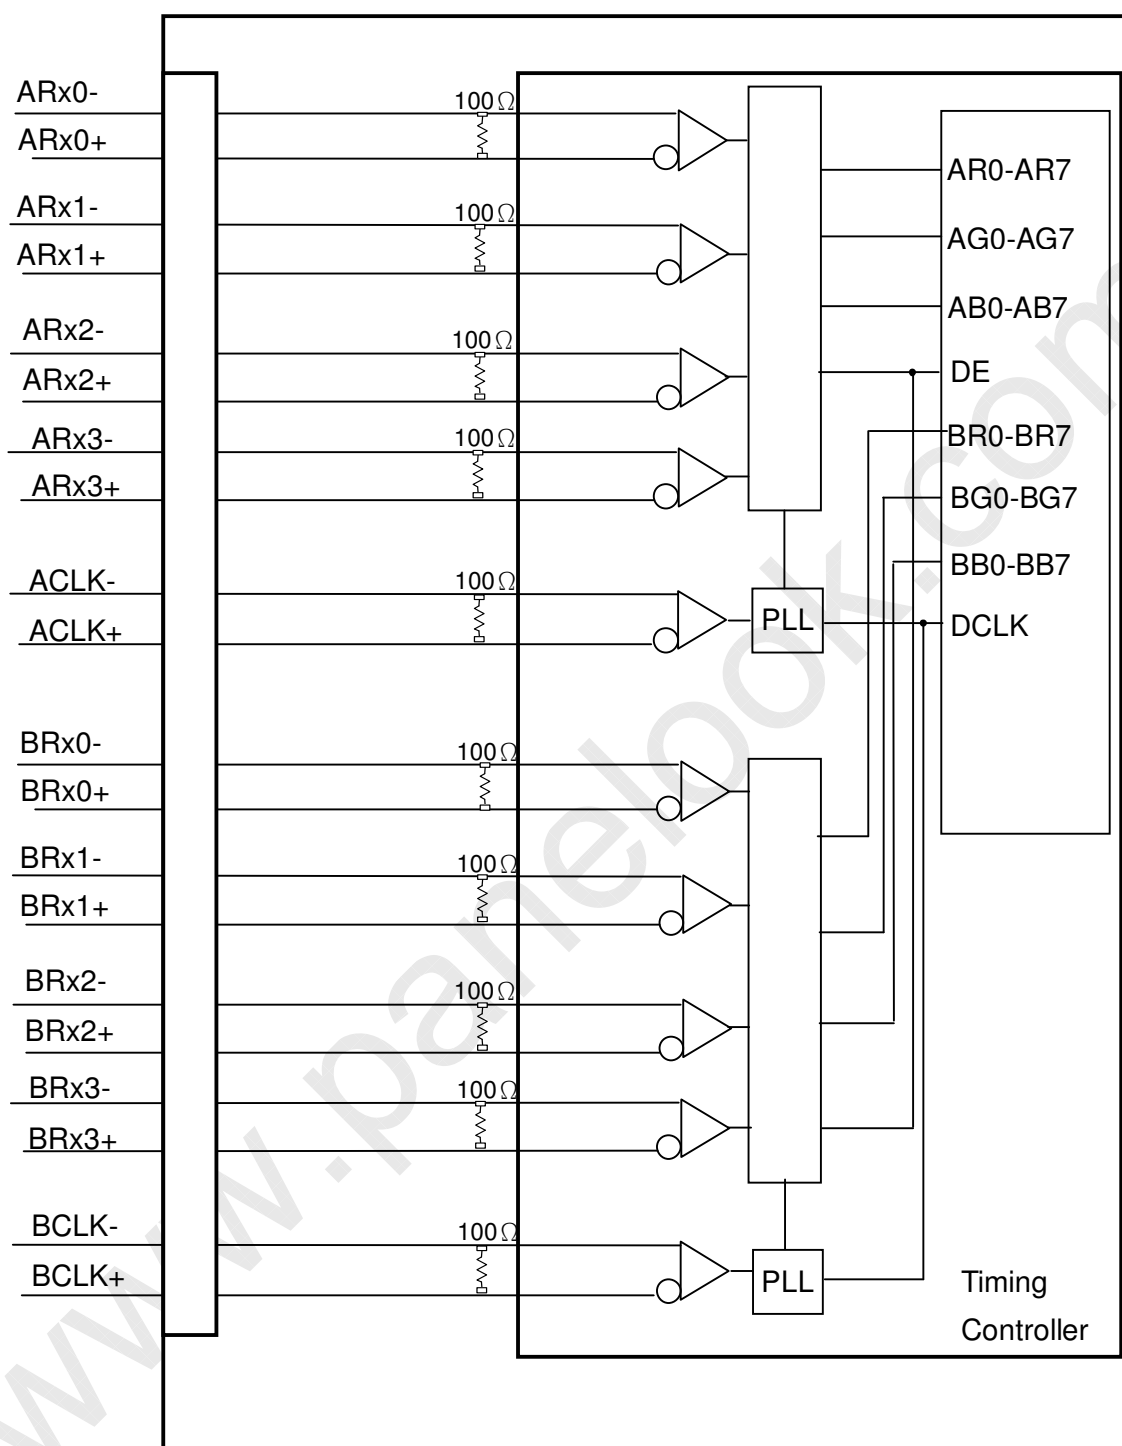 ARx0-
100Ω
ARx0+
AR0-AR7
ARx1-
100Ω
ARx1+
AG0-AG7
AB0-AB7
ARx2-
100Ω
ARx2+
DE
ARx3-
100Ω
BR0-BR7
ARx3+
BG0-BG7
BB0-BB7
ACLK-
100Ω
ACLK+
PLL
DCLK
BRx0-
100Ω
BRx0+
BRx1-
100Ω
BRx1+
BRx2-
100Ω
BRx2+
BRx3-
100Ω
BRx3+
BCLK-
100Ω
BCLK+
PLL
Timing
Controller
www.panelook.com